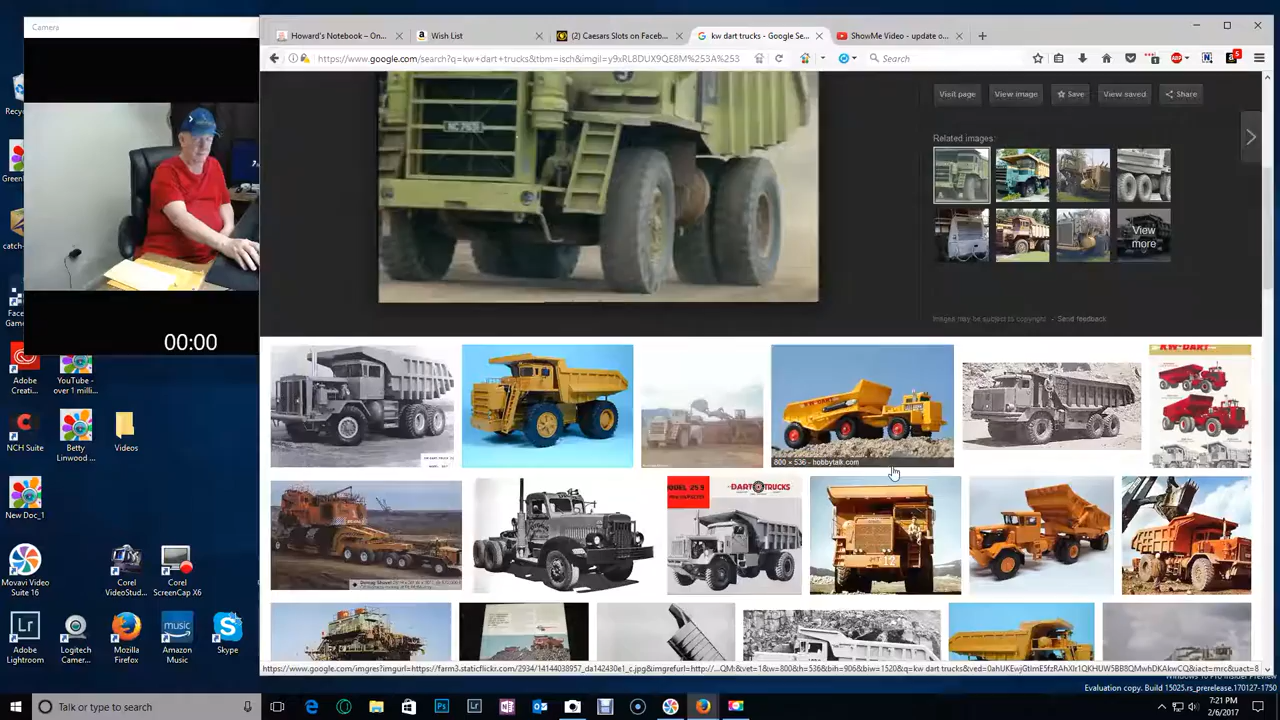 Camera
Howard's Notebook – On...
Wish List
(2) Caesars Slots on Faceb...
kw dart trucks - Google Se...
ShowMe Video - update o...
https://www.google.com/search?q=kw+dart+trucks&tbm=isch&imgil=y9xRL8DUX9QE8M%253A%253
Search
ABP
Visit page
View image
Save
View saved
Share
Related images:
View more
Images may be subject to copyright. - Send feedback
00:00
Recyc
Adobe Creati...
YouTube - over 1 milli...
NCH Suite
Betty Linwood ...
Videos
New Doc_1
Movavi Video Suite 16
Corel VideoStud...
Corel ScreenCap X6
Adobe Lightroom
Logitech Camer...
Mozilla Firefox
Amazon Music
Skype
800 × 536 - hobbytalk.com
KW-DART
DART TRUCKS
Evaluation copy. Build 15025.rs_prerelease.170127-1750
Type here to search
7:21 PM
2/6/2017